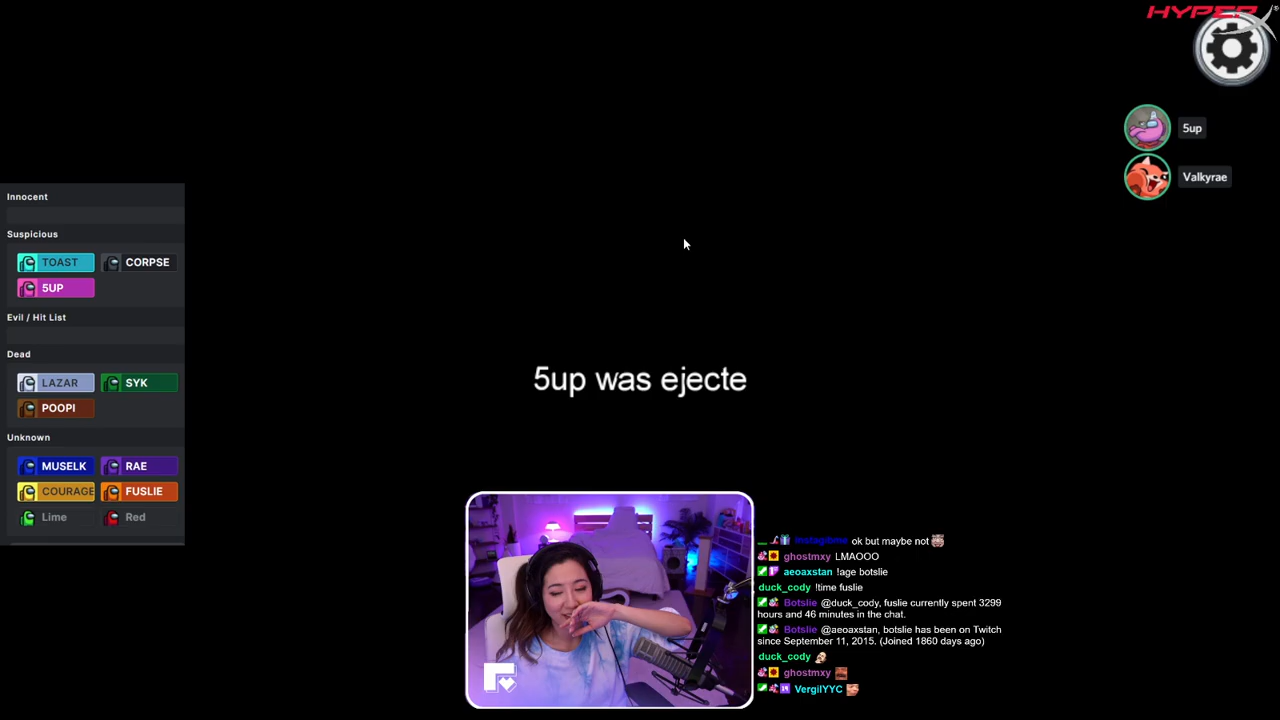 HYPERX
5up
Valkyrae
Innocent
Suspicious
TOAST CORPSE
5UP
Evil / Hit List
Dead
LAZAR SYK
POOPI
Unknown
MUSELK RAE
COURAGE FUSLIE
Lime Red
5up was ejecte
ok but maybe not
ghostmxy LMAOOO
aeoaxstan !age botslie
duck_cody !time fuslie
Botslie @duck_cody, fuslie currently spent 3299
hours and 46 minutes in the chat.
Botslie @aeoaxstan, botslie has been on Twitch
since September 11, 2015. (Joined 1860 days ago)
duck_cody
ghostmxy
VergilYYC